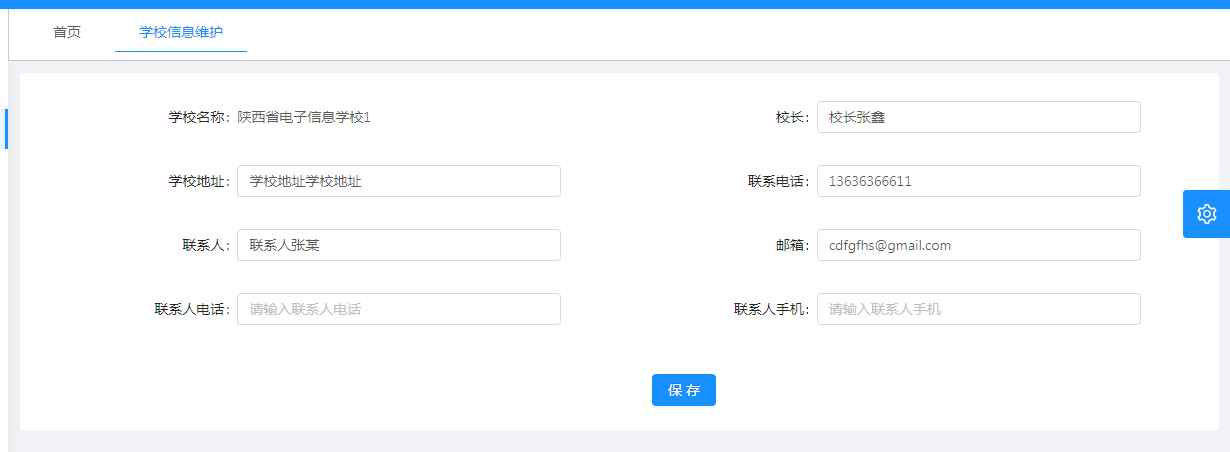 首页 学校信息维护
学校名称: 陕西省电子信息学校1 校长: 校长张鑫
学校地址: 学校地址学校地址 联系电话: 13636366611
联系人: 联系人张某 邮箱: cdfgfhs@gmail.com
联系人电话: 请输入联系人电话 联系人手机: 请输入联系人手机
保 存